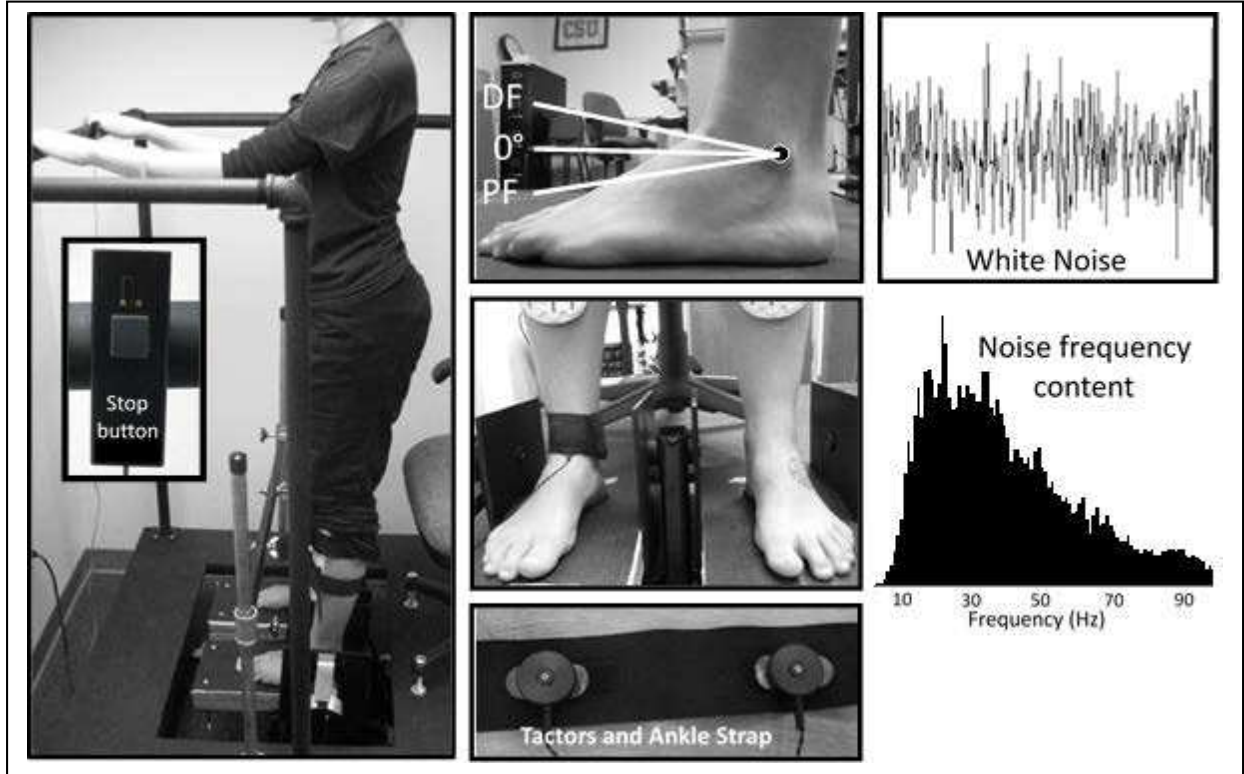 Stop
button
CSU
DF
0°
PF
White Noise
Noise frequency
content
10 30 50 70 90
Frequency (Hz)
Tactors and Ankle Strap